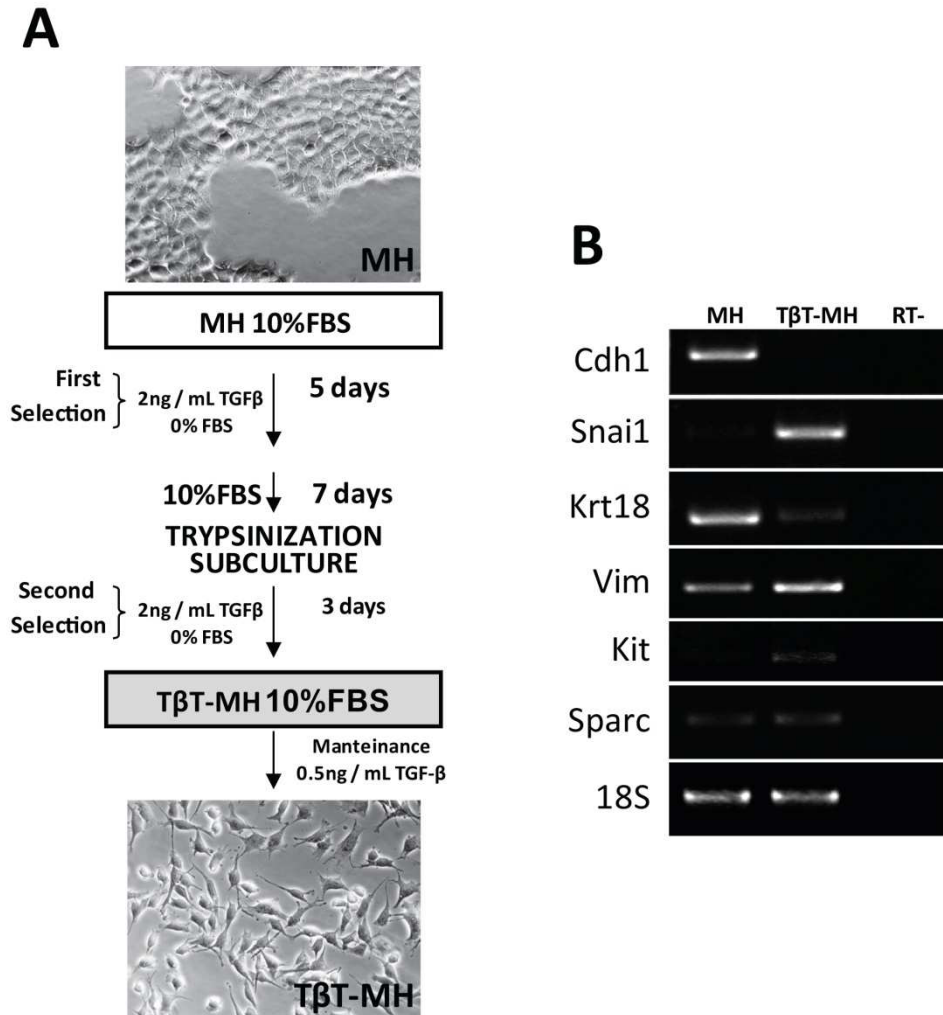 A
MH
MH 10%FBS
First
Selection
2ng / mL TGFβ
0% FBS
5 days
10%FBS
7 days
TRYPSINIZATION
SUBCULTURE
Second
Selection
2ng / mL TGFβ
0% FBS
3 days
TβT-MH 10%FBS
Manteinance
0.5ng / mL TGF-β
TβT-MH
B
MH TβT-MH RT-
Cdh1
Snai1
Krt18
Vim
Kit
Sparc
18S